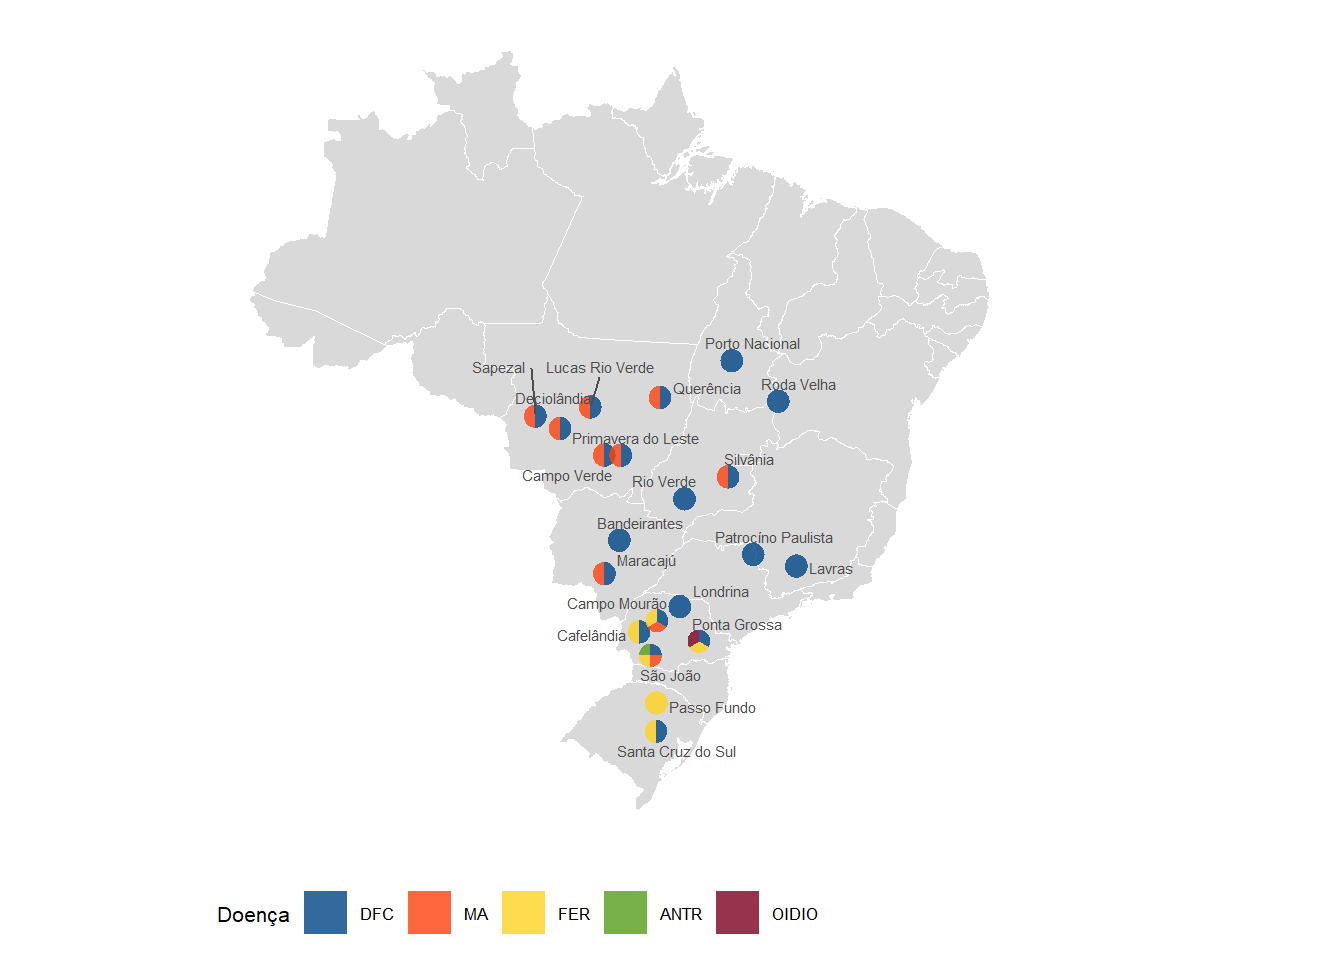 Porto Nacional
Sapezal
Lucas Rio Verde
Querência
Roda Velha
Deciolândia
Primavera do Leste
Silvânia
Campo Verde
Rio Verde
Bandeirantes
Patrocíno Paulista
Maracajú
Lavras
Londrina
Campo Mourão
Ponta Grossa
Cafelândia
São João
Passo Fundo
Santa Cruz do Sul
Doença DFC MA FER ANTR OIDIO